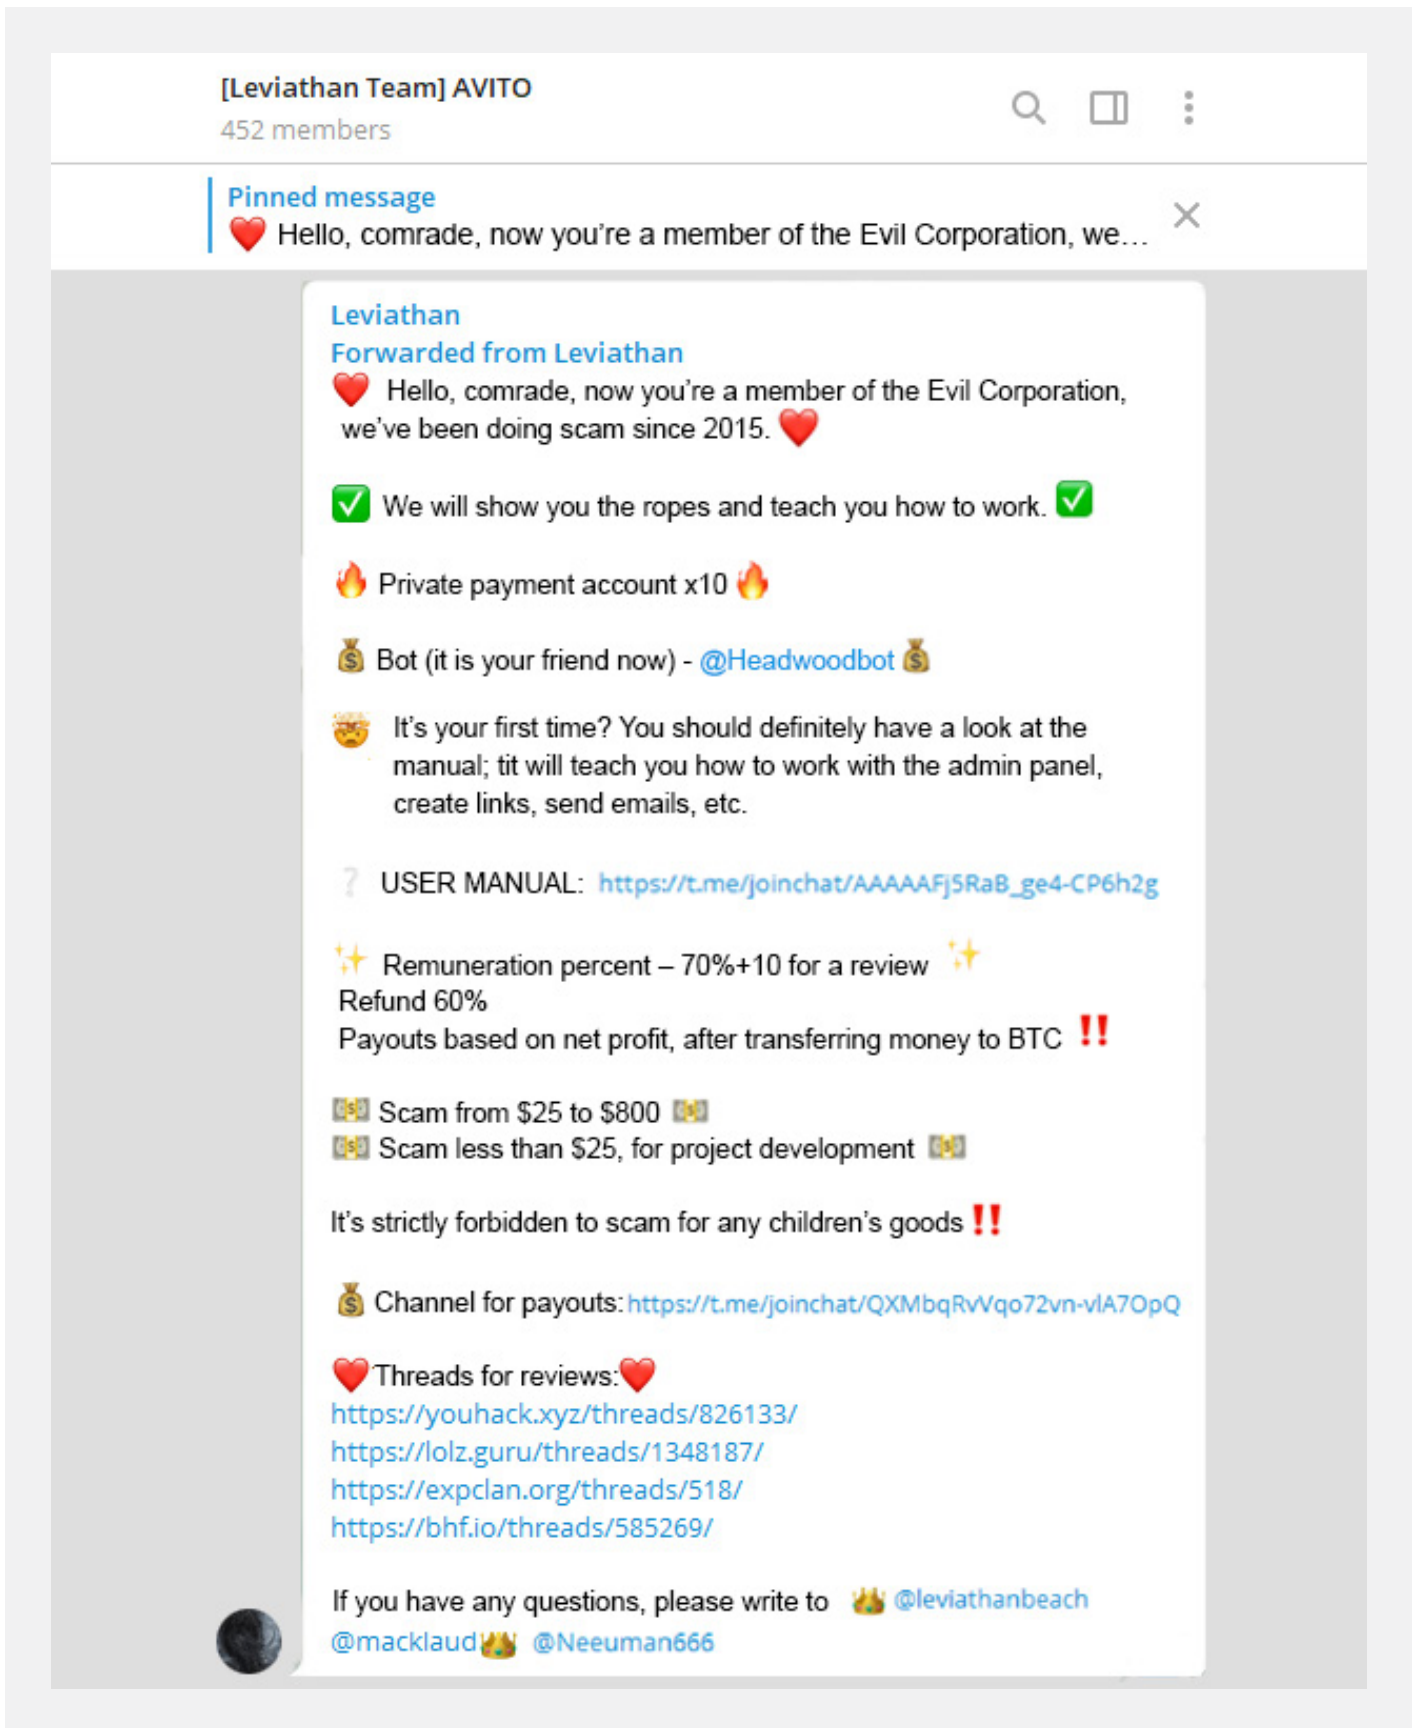 [Leviathan Team] AVITO
452 members
Pinned message
❤️ Hello, comrade, now you’re a member of the Evil Corporation, we...
Leviathan
Forwarded from Leviathan
❤️ Hello, comrade, now you’re a member of the Evil Corporation,
we’ve been doing scam since 2015. ❤️
✅ We will show you the ropes and teach you how to work. ✅
🔥 Private payment account x10 🔥
💰 Bot (it is your friend now) - @Headwoodbot 💰
🤯 It’s your first time? You should definitely have a look at the
manual; tit will teach you how to work with the admin panel,
create links, send emails, etc.
❔ USER MANUAL: https://t.me/joinchat/AAAAAFj5RaB_ge4-CP6h2g
✨ Remuneration percent – 70%+10 for a review ✨
Refund 60%
Payouts based on net profit, after transferring money to BTC ‼️
💵 Scam from $25 to $800 💵
💵 Scam less than $25, for project development 💵
It’s strictly forbidden to scam for any children’s goods ‼️
💰 Channel for payouts: https://t.me/joinchat/QXMbqRvVqo72vn-vlA7OpQ
❤️Threads for reviews:❤️
https://youhack.xyz/threads/826133/
https://lolz.guru/threads/1348187/
https://expclan.org/threads/518/
https://bhf.io/threads/585269/
If you have any questions, please write to 👑 @leviathanbeach
@macklaud👑 @Neeuman666